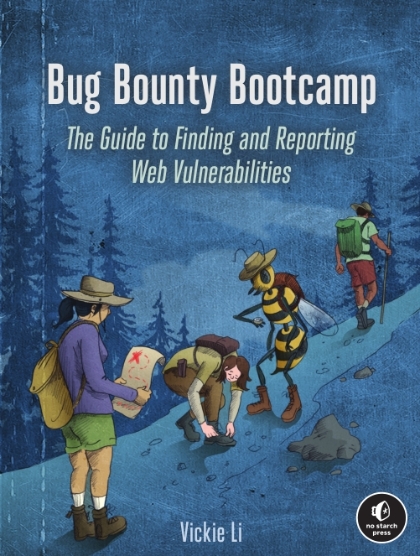 Bug Bounty Bootcamp
The Guide to Finding and Reporting
Web Vulnerabilities
Vickie Li
no starch
press